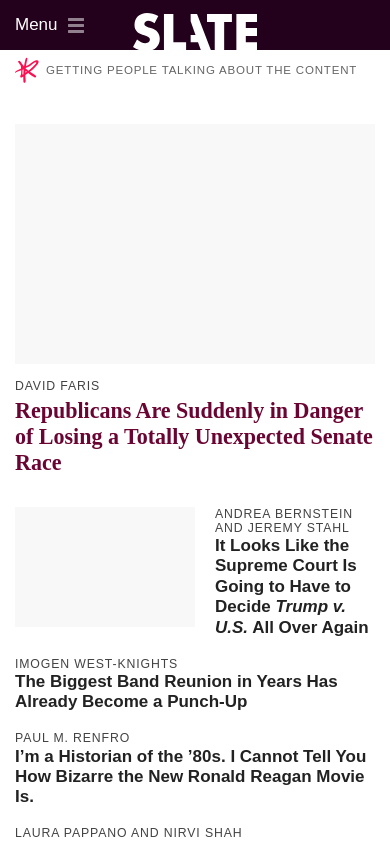 Menu
SLATE
GETTING PEOPLE TALKING ABOUT THE CONTENT
DAVID FARIS
Republicans Are Suddenly in Danger
of Losing a Totally Unexpected Senate
Race
ANDREA BERNSTEIN
AND JEREMY STAHL
It Looks Like the
Supreme Court Is
Going to Have to
Decide Trump v.
U.S. All Over Again
IMOGEN WEST-KNIGHTS
The Biggest Band Reunion in Years Has
Already Become a Punch-Up
PAUL M. RENFRO
I’m a Historian of the ’80s. I Cannot Tell You
How Bizarre the New Ronald Reagan Movie
Is.
LAURA PAPPANO AND NIRVI SHAH